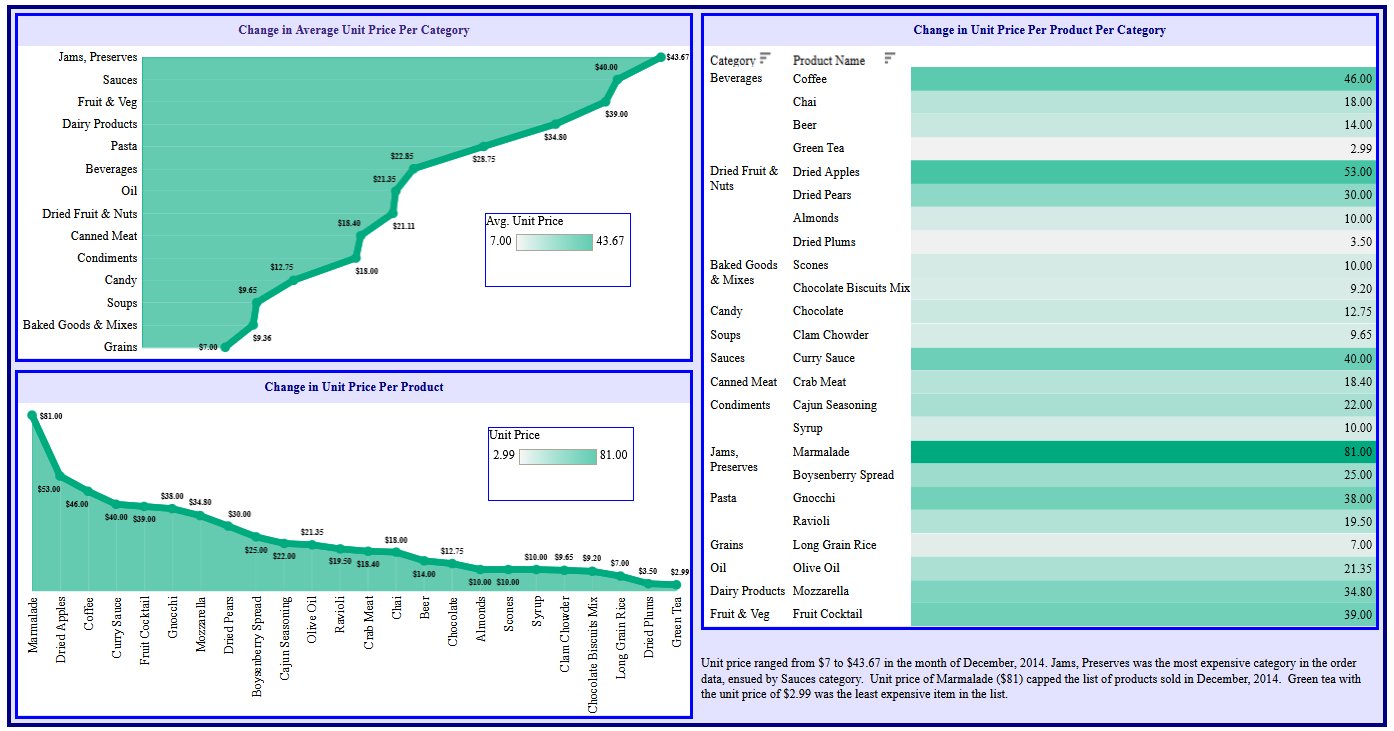 Change in Average Unit Price Per Category
Jams, Preserves
$43.67
Sauces
$40.00
Fruit & Veg
$39.00
Dairy Products
$34.80
Pasta
$28.75
Beverages
$22.85
Oil
$21.35
Dried Fruit & Nuts
$21.11
Canned Meat
$18.40
Condiments
$18.00
Candy
$12.75
Soups
$9.65
Baked Goods & Mixes
$9.36
Grains
$7.00
Avg. Unit Price
7.00 43.67
Change in Unit Price Per Product
$81.00
$53.00
$46.00
$40.00
$39.00
$38.00
$34.80
$30.00
$25.00
$22.00
$21.35
$19.50
$18.40
$18.00
$14.00
$12.75
$10.00
$10.00
$10.00
$9.65
$9.20
$7.00
$3.50
$2.99
Unit Price
2.99 81.00
Marmalade
Dried Apples
Coffee
Curry Sauce
Fruit Cocktail
Gnocchi
Mozzarella
Dried Pears
Boysenberry Spread
Cajun Seasoning
Olive Oil
Ravioli
Crab Meat
Chai
Beer
Chocolate
Almonds
Scones
Syrup
Clam Chowder
Chocolate Biscuits Mix
Long Grain Rice
Dried Plums
Green Tea
Change in Unit Price Per Product Per Category
Category Product Name
Beverages Coffee 46.00
Chai 18.00
Beer 14.00
Green Tea 2.99
Dried Fruit & Dried Apples 53.00
Nuts
Dried Pears 30.00
Almonds 10.00
Dried Plums 3.50
Baked Goods Scones 10.00
& Mixes
Chocolate Biscuits Mix 9.20
Candy Chocolate 12.75
Soups Clam Chowder 9.65
Sauces Curry Sauce 40.00
Canned Meat Crab Meat 18.40
Condiments Cajun Seasoning 22.00
Syrup 10.00
Jams, Marmalade 81.00
Preserves
Boysenberry Spread 25.00
Pasta Gnocchi 38.00
Ravioli 19.50
Grains Long Grain Rice 7.00
Oil Olive Oil 21.35
Dairy Products Mozzarella 34.80
Fruit & Veg Fruit Cocktail 39.00
Unit price ranged from $7 to $43.67 in the month of December, 2014. Jams, Preserves was the most expensive category in the order
data, ensued by Sauces category. Unit price of Marmalade ($81) capped the list of products sold in December, 2014. Green tea with
the unit price of $2.99 was the least expensive item in the list.